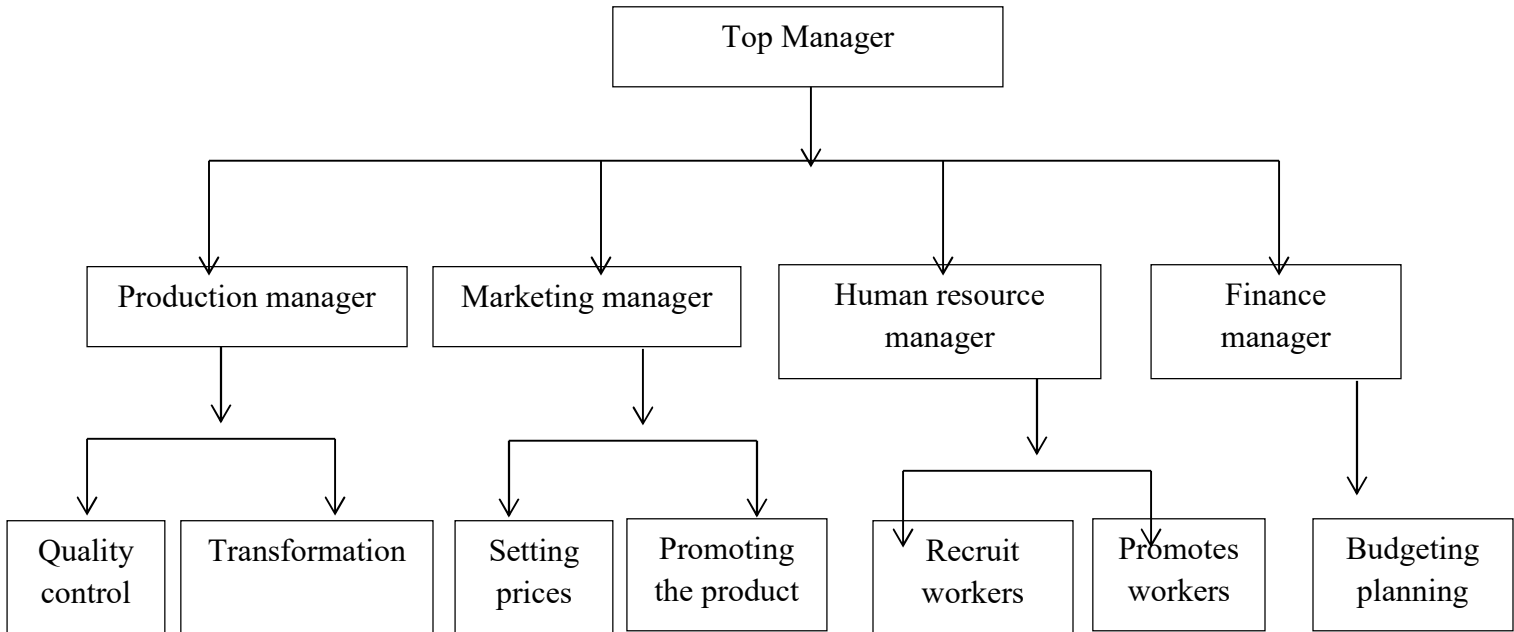 Top Manager
Production manager
Marketing manager
Human resource
manager
Finance
manager
Quality
control
Transformation
Setting
prices
Promoting
the product
Recruit
workers
Promotes
workers
Budgeting
planning